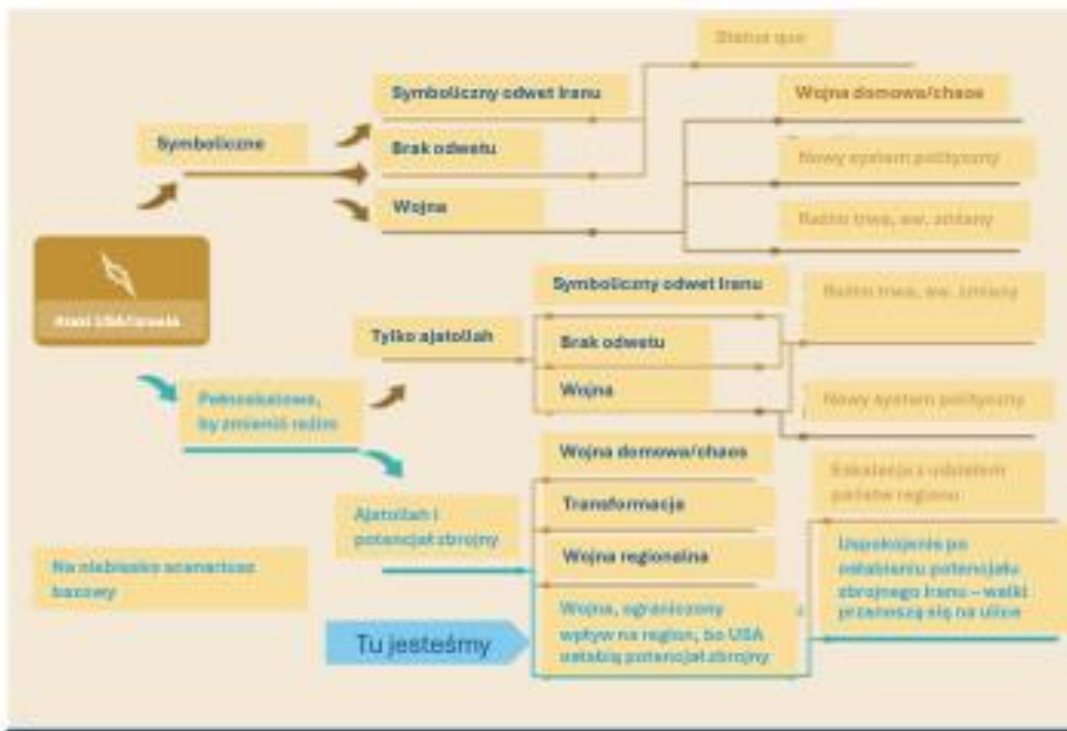 Status quo
Symboliczny odwet Iranu
Wojna domowa/chaos
Symboliczne
Brak odwetu
Nowy system polityczny
Wojna
Reżim trwa, ew. zmiany
Ataki USA/Izraela
Symboliczny odwet Iranu
Reżim trwa, ew. zmiany
Tylko ajatollah
Brak odwetu
Wojna
Pełnoskalowe,
by zmienić reżim
Nowy system polityczny
Wojna domowa/chaos
Eskalacja z udziałem
państw regionu
Ajatollah i
potencjał zbrojny
Transformacja
Wojna regionalna
Na niebiesko scenariusz
bazowy
Uspokojenie po
osłabieniu potencjału
zbrojnego Iranu – walki
przenoszą się na ulice
Wojna, ograniczony
wpływ na region, bo USA
osłabią potencjał zbrojny
Tu jesteśmy